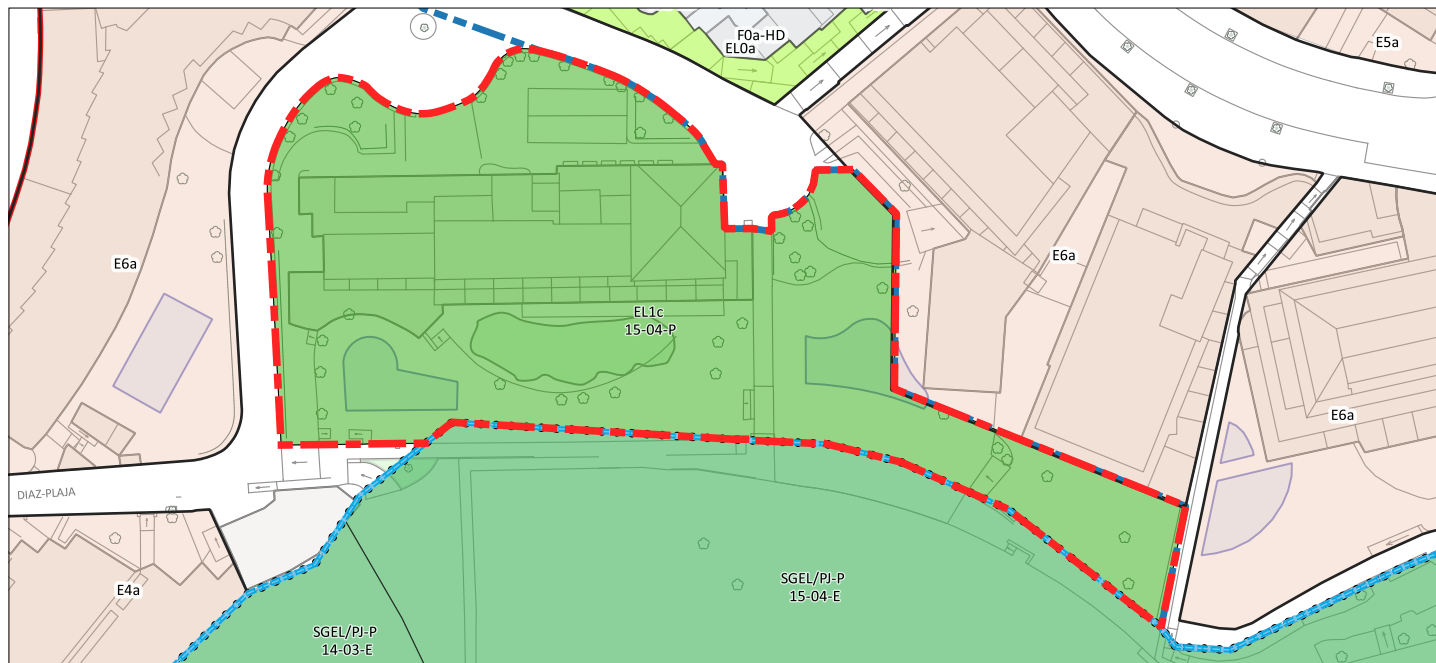 F0a-HD
EL0a
E5a
E6a
E6a
EL1c
15-04-P
E6a
DIAZ-PLAJA
E4a
SGEL/PJ-P
15-04-E
SGEL/PJ-P
14-03-E